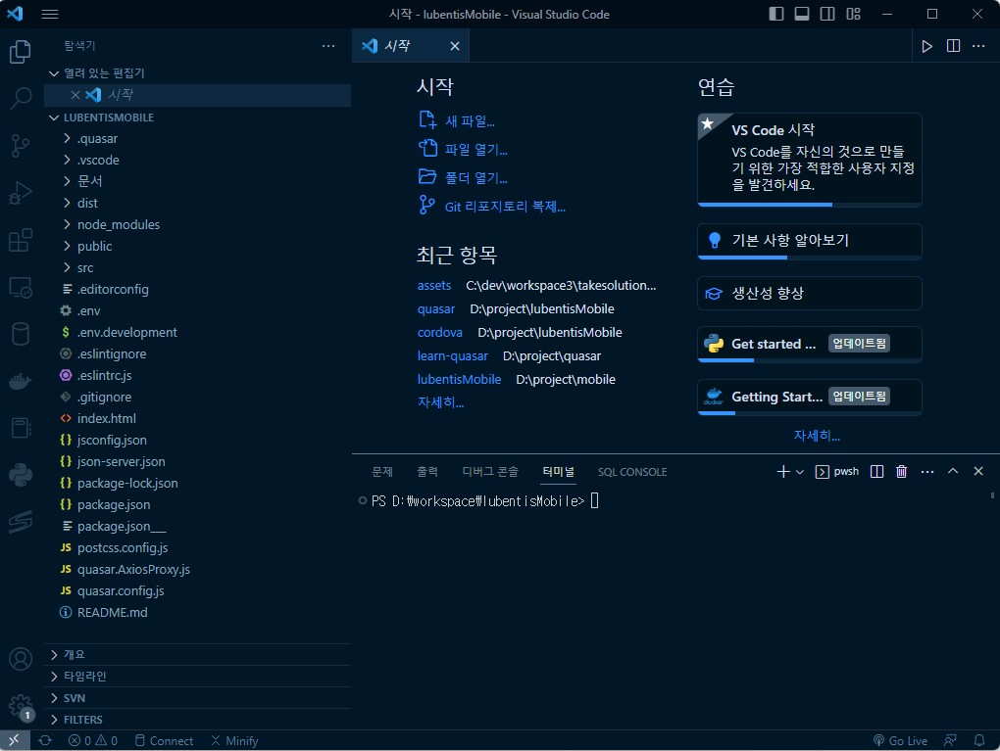 시작 - lubentisMobile - Visual Studio Code
탐색기
열려 있는 편집기
시작
LUBENTISMOBILE
.quasar
.vscode
문서
dist
node_modules
public
src
.editorconfig
.env
$ .env.development
.eslintignore
.eslintrc.js
.gitignore
<> index.html
{} jsconfig.json
{} json-server.json
{} package-lock.json
{} package.json
package.json___
JS postcss.config.js
JS quasar.AxiosProxy.js
JS quasar.config.js
README.md
개요
타임라인
SVN
FILTERS
1
시작
시작
새 파일...
파일 열기...
폴더 열기...
Git 리포지토리 복제...
최근 항목
assets C:\dev\workspace3\takesolution...
quasar D:\project\lubentisMobile
cordova D:\project\lubentisMobile
learn-quasar D:\project\quasar
lubentisMobile D:\project\mobile
자세히...
연습
VS Code 시작
VS Code를 자신의 것으로 만들
기 위한 가장 적합한 사용자 지정
을 발견하세요.
기본 사항 알아보기
생산성 향상
Get started ... 업데이트됨
docker Getting Start... 업데이트됨
자세히...
문제 출력 디버그 콘솔 터미널 SQL CONSOLE
pwsh
PS D:₩workspace₩lubentisMobile>
0 0 Connect Minify
Go Live